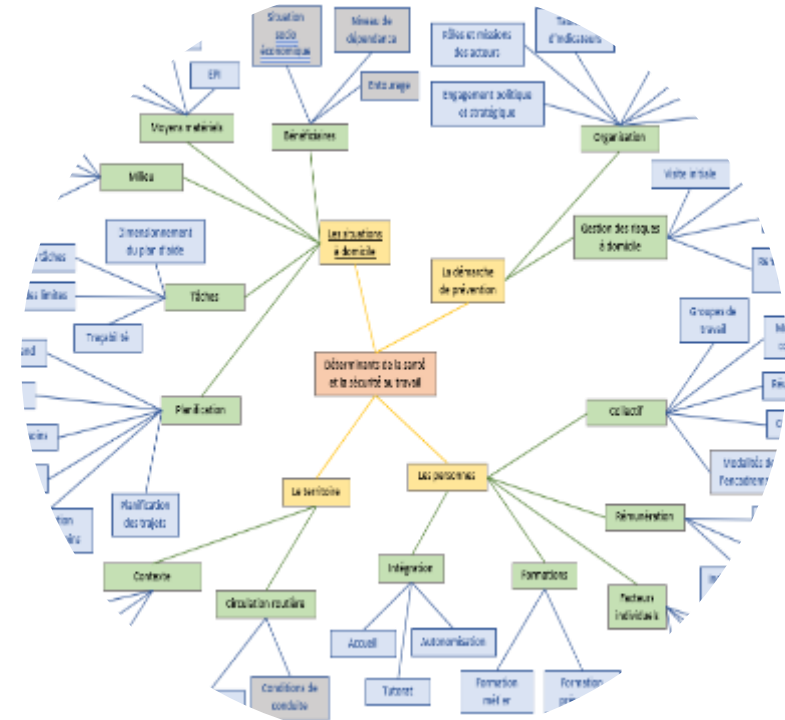 Situation
socio
économique
Niveau de
dépendance
Entourage
EPI
Moyens matériels
Bénéficiaires
Rôles et missions
des acteurs
d'indicateurs
Engagement politique
et stratégique
Organisation
Milieu
Visite initiale
Dimensionnement
du plan d'aide
Les situations
à domicile
Gestion des risques
à domicile
tâches
des limites
Tâches
La démarche
de prévention
Traçabilité
Groupes de
travail
Déterminants de la santé
et la sécurité au travail
Planification
Collectif
Modalités de
l'encadrement
Planification
des trajets
Le territoire
Les personnes
Rémunération
Contexte
Intégration
Formations
Circulation routière
Facteurs
individuels
Accueil
Autonomisation
Conditions de
conduite
Tutorat
Formation
métier
Formation